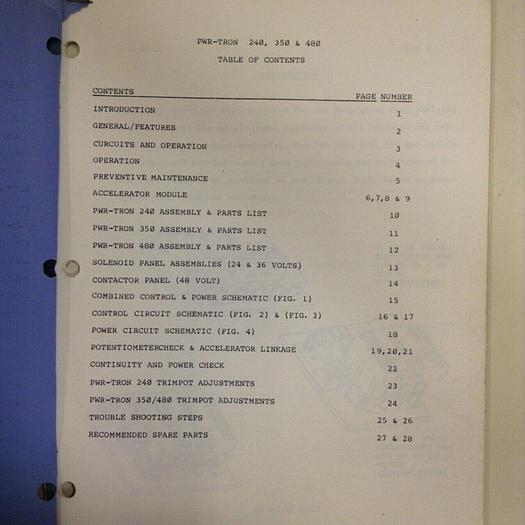 PWR-TRON 240, 350 & 480
TABLE OF CONTENTS
CONTENTS PAGE NUMBER
INTRODUCTION 1
GENERAL/FEATURES 2
CURCUITS AND OPERATION 3
OPERATION 4
PREVENTIVE MAINTENANCE 5
ACCELERATOR MODULE 6,7,8 & 9
PWR-TRON 240 ASSEMBLY & PARTS LIST 10
PWR-TRON 350 ASSEMBLY & PARTS LIST 11
PWR-TRON 480 ASSEMBLY & PARTS LIST 12
SOLENOID PANEL ASSEMBLIES (24 & 36 VOLTS) 13
CONTACTOR PANEL (48 VOLT) 14
COMBINED CONTROL & POWER SCHEMATIC (FIG. 1) 15
CONTROL CIRCUIT SCHEMATIC (FIG. 2) & (FIG. 3) 16 & 17
POWER CIRCUIT SCHEMATIC (FIG. 4) 18
POTENTIOMETERCHECK & ACCELERATOR LINKAGE 19,20,21
CONTINUITY AND POWER CHECK 22
PWR-TRON 240 TRIMPOT ADJUSTMENTS 23
PWR-TRON 350/480 TRIMPOT ADJUSTMENTS 24
TROUBLE SHOOTING STEPS 25 & 26
RECOMMENDED SPARE PARTS 27 & 28